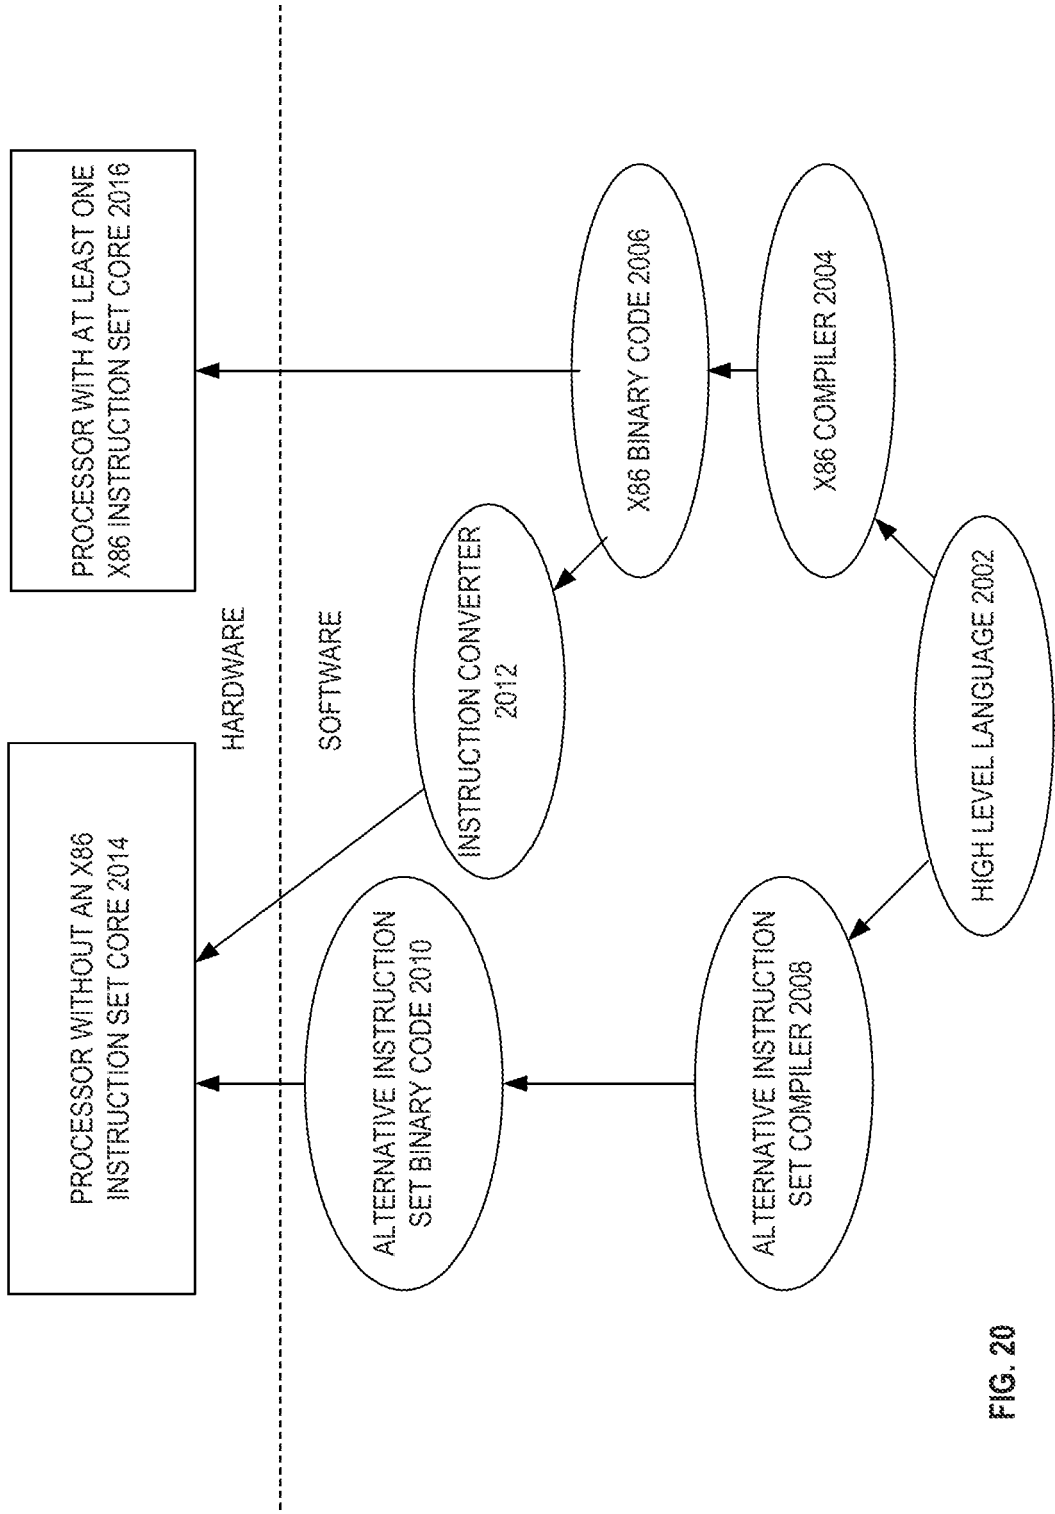 PROCESSOR WITHOUT AN X86
INSTRUCTION SET CORE 2014
PROCESSOR WITH AT LEAST ONE
X86 INSTRUCTION SET CORE 2016
HARDWARE
SOFTWARE
ALTERNATIVE INSTRUCTION
SET BINARY CODE 2010
INSTRUCTION CONVERTER
2012
X86 BINARY CODE 2006
ALTERNATIVE INSTRUCTION
SET COMPILER 2008
X86 COMPILER 2004
HIGH LEVEL LANGUAGE 2002
FIG. 20